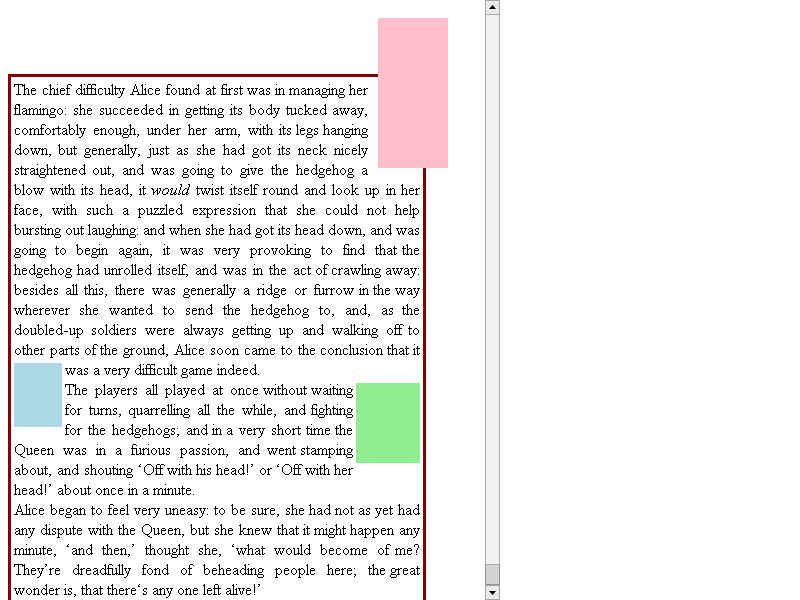 The chief difficulty Alice found at first was in managing her
flamingo: she succeeded in getting its body tucked away,
comfortably enough, under her arm, with its legs hanging
down, but generally, just as she had got its neck nicely
straightened out, and was going to give the hedgehog a
blow with its head, it would twist itself round and look up in her
face, with such a puzzled expression that she could not help
bursting out laughing: and when she had got its head down, and was
going to begin again, it was very provoking to find that the
hedgehog had unrolled itself, and was in the act of crawling away:
besides all this, there was generally a ridge or furrow in the way
wherever she wanted to send the hedgehog to, and, as the
doubled-up soldiers were always getting up and walking off to
other parts of the ground, Alice soon came to the conclusion that it
was a very difficult game indeed.
The players all played at once without waiting
for turns, quarrelling all the while, and fighting
for the hedgehogs; and in a very short time the
Queen was in a furious passion, and went stamping
about, and shouting ‘Off with his head!’ or ‘Off with her
head!’ about once in a minute.
Alice began to feel very uneasy: to be sure, she had not as yet had
any dispute with the Queen, but she knew that it might happen any
minute, ‘and then,’ thought she, ‘what would become of me?
They’re dreadfully fond of beheading people here; the great
wonder is, that there‘s any one left alive!’